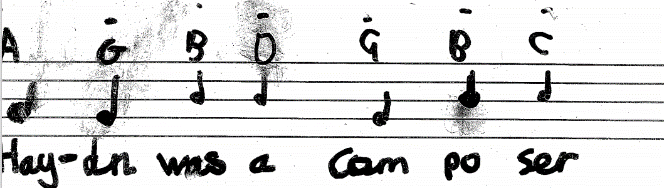 A G B D G B C
Hay-dn was a Com po ser